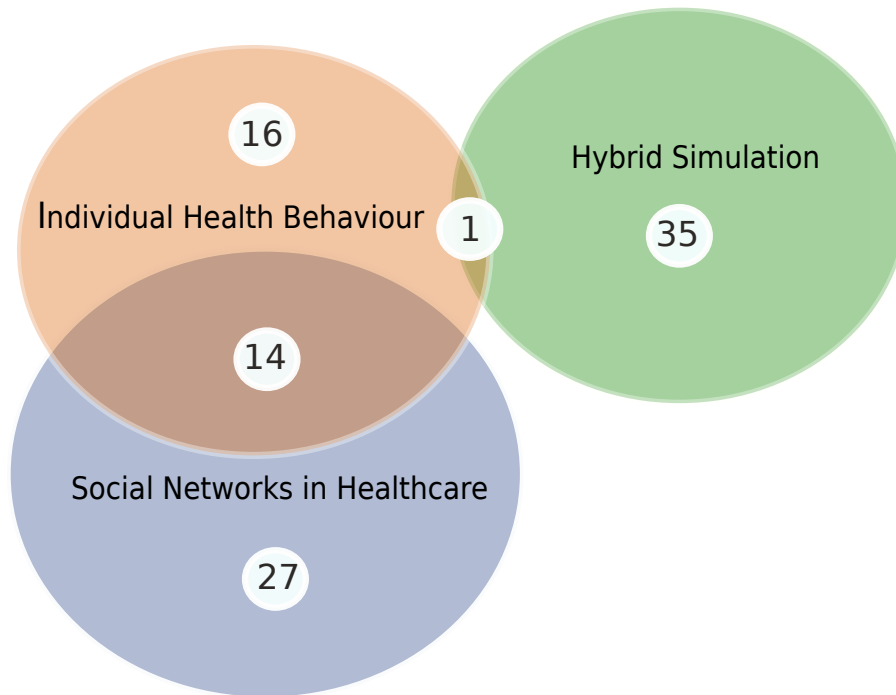 16
Hybrid Simulation
Individual Health Behaviour
1
35
14
Social Networks in Healthcare
27